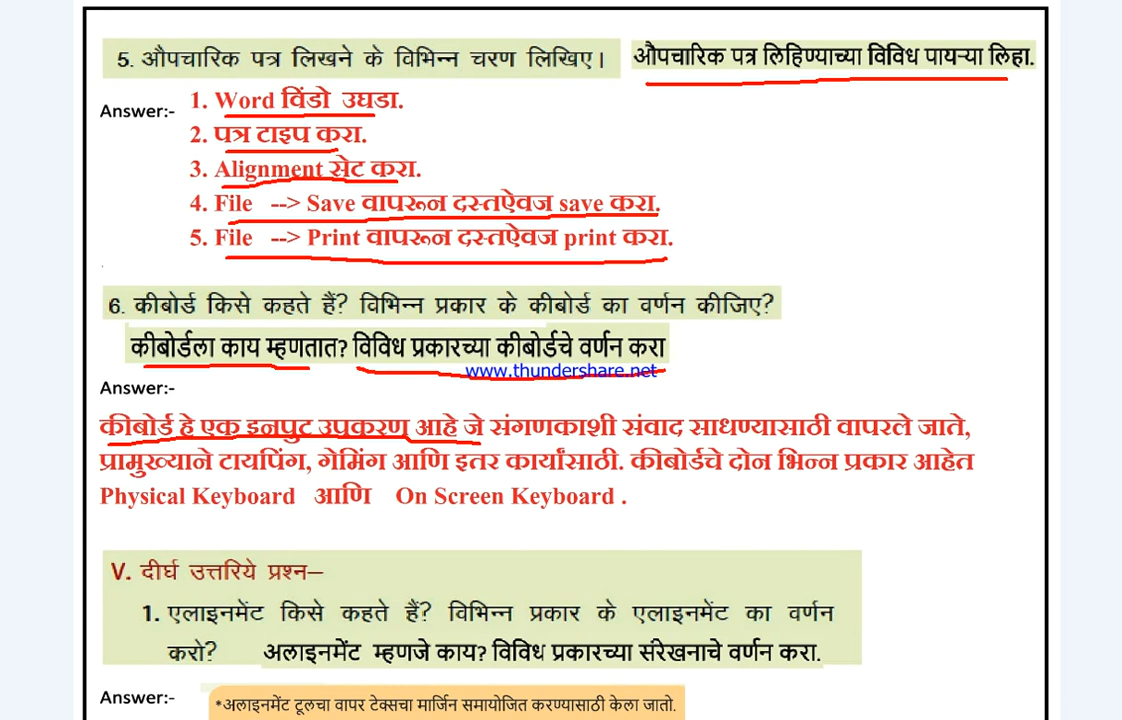 5. औपचारिक पत्र लिखने के विभिन्न चरण लिखिए। औपचारिक पत्र लिहिण्याच्या विविध पायऱ्या लिहा.
Answer:- 1. Word विंडो उघडा.
2. पत्र टाइप करा.
3. Alignment सेट करा.
4. File --> Save वापरून दस्तऐवज save करा.
5. File --> Print वापरून दस्तऐवज print करा.
6. कीबोर्ड किसे कहते हैं? विभिन्न प्रकार के कीबोर्ड का वर्णन कीजिए?
कीबोर्डला काय म्हणतात? विविध प्रकारच्या कीबोर्डचे वर्णन करा
www.thundershare.net
Answer:-
कीबोर्ड हे एक इनपुट उपकरण आहे जे संगणकाशी संवाद साधण्यासाठी वापरले जाते,
प्रामुख्याने टायपिंग, गेमिंग आणि इतर कार्यांसाठी. कीबोर्डचे दोन भिन्न प्रकार आहेत
Physical Keyboard आणि On Screen Keyboard .
V. दीर्घ उत्तरिये प्रश्न–
1. एलाइनमेंट किसे कहते हैं? विभिन्न प्रकार के एलाइनमेंट का वर्णन
करो? अलाइनमेंट म्हणजे काय? विविध प्रकारच्या संरेखनाचे वर्णन करा.
Answer:- *अलाइनमेंट टूलचा वापर टेक्सचा मार्जिन समायोजित करण्यासाठी केला जातो.